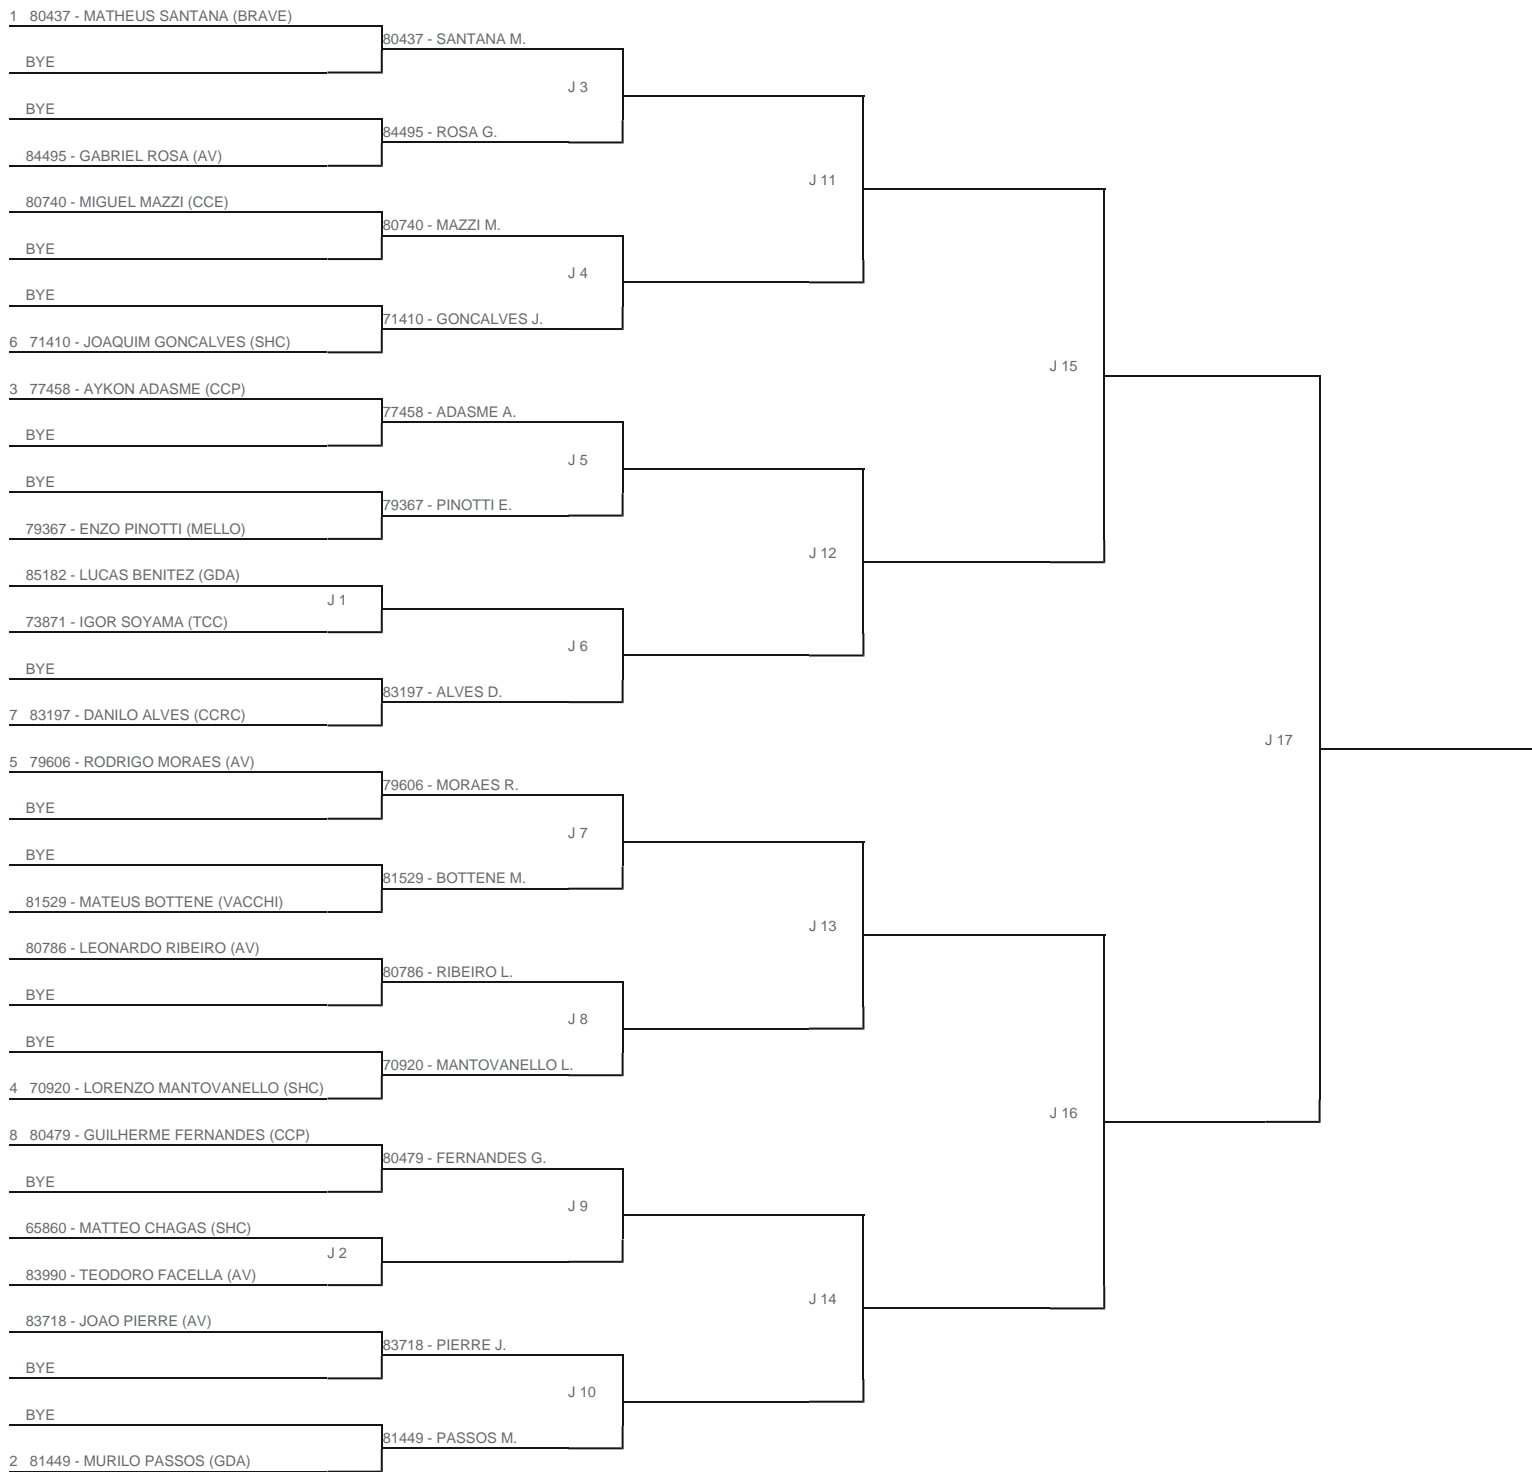 1 80437 - MATHEUS SANTANA (BRAVE)
80437 - SANTANA M.
BYE
J 3
BYE
84495 - ROSA G.
84495 - GABRIEL ROSA (AV)
J 11
80740 - MIGUEL MAZZI (CCE)
80740 - MAZZI M.
BYE
J 4
BYE
71410 - GONCALVES J.
6 71410 - JOAQUIM GONCALVES (SHC)
J 15
3 77458 - AYKON ADASME (CCP)
77458 - ADASME A.
BYE
J 5
BYE
79367 - PINOTTI E.
79367 - ENZO PINOTTI (MELLO)
J 12
85182 - LUCAS BENITEZ (GDA)
J 1
73871 - IGOR SOYAMA (TCC)
J 6
BYE
83197 - ALVES D.
7 83197 - DANILO ALVES (CCRC)
J 17
5 79606 - RODRIGO MORAES (AV)
79606 - MORAES R.
BYE
J 7
BYE
81529 - BOTTENE M.
81529 - MATEUS BOTTENE (VACCHI)
J 13
80786 - LEONARDO RIBEIRO (AV)
80786 - RIBEIRO L.
BYE
J 8
BYE
70920 - MANTOVANELLO L.
4 70920 - LORENZO MANTOVANELLO (SHC)
J 16
8 80479 - GUILHERME FERNANDES (CCP)
80479 - FERNANDES G.
BYE
J 9
65860 - MATTEO CHAGAS (SHC)
J 2
83990 - TEODORO FACELLA (AV)
J 14
83718 - JOAO PIERRE (AV)
83718 - PIERRE J.
BYE
J 10
BYE
81449 - PASSOS M.
2 81449 - MURILO PASSOS (GDA)